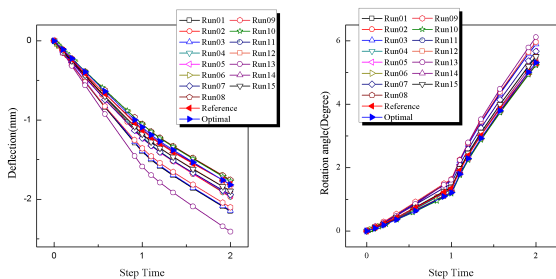 Run01 Run09
Run02 Run10
Run03 Run11
Run04 Run12
Run05 Run13
Run06 Run14
Run07 Run15
Run08
Reference
Optimal
0
-1
-2
Deflection(mm)
0 1 2
Step Time
Run01 Run09
Run02 Run10
Run03 Run11
Run04 Run12
Run05 Run13
Run06 Run14
Run07 Run15
Run08
Reference
Optimal
6
4
2
0
Rotation angle(Degree)
0 1 2
Step Time